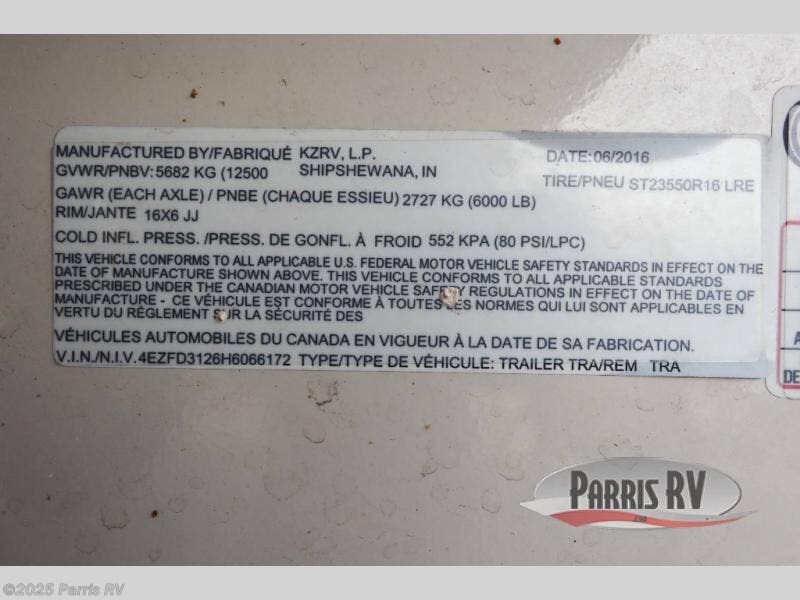 MANUFACTURED BY/FABRIQUÉ KZRV, L.P. DATE:06/2016
GVWR/PNBV: 5682 KG (12500 SHIPSHEWANA, IN
TIRE/PNEU ST23550R16 LRE
GAWR (EACH AXLE) / PNBE (CHAQUE ESSIEU) 2727 KG (6000 LB)
RIM/JANTE 16X6 JJ
COLD INFL. PRESS. /PRESS. DE GONFL. À FROID 552 KPA (80 PSI/LPC)
THIS VEHICLE CONFORMS TO ALL APPLICABLE U.S. FEDERAL MOTOR VEHICLE SAFETY STANDARDS IN EFFECT ON THE
DATE OF MANUFACTURE SHOWN ABOVE. THIS VEHICLE CONFORMS TO ALL APPLICABLE STANDARDS
PRESCRIBED UNDER THE CANADIAN MOTOR VEHICLE SAFETY REGULATIONS IN EFFECT ON THE DATE OF
MANUFACTURE - CE VÉHICULE EST CONFORME À TOUTES LES NORMES QUI LUI SONT APPLICABLES EN
VERTU DU RÉGLEMENT SUR LA SÉCURITÉ DES
VÉHICULES AUTOMOBILES DU CANADA EN VIGUEUR À LA DATE DE SA FABRICATION.
V.I.N./N.I.V.4EZFD3126H6066172 TYPE/TYPE DE VÉHICULE: TRAILER TRA/REM TRA
PARRIS RV
©2025 Parris RV